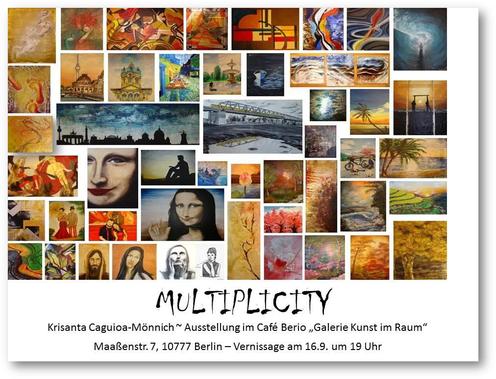 MULTIPLICITY
Krisanta Caguioa-Mönnich ~ Ausstellung im Café Berio „Galerie Kunst im Raum“
Maaßenstr. 7, 10777 Berlin – Vernissage am 16.9. um 19 Uhr